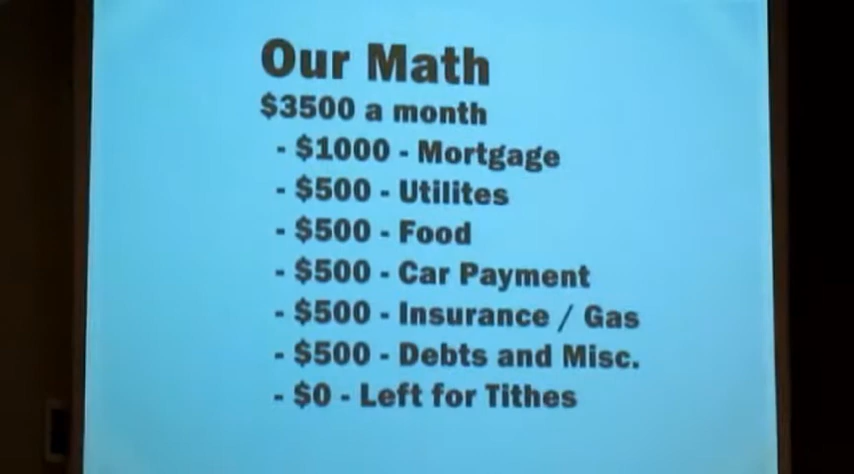 Our Math
$3500 a month
- $1000 - Mortgage
- $500 - Utilites
- $500 - Food
- $500 - Car Payment
- $500 - Insurance / Gas
- $500 - Debts and Misc.
- $0 - Left for Tithes